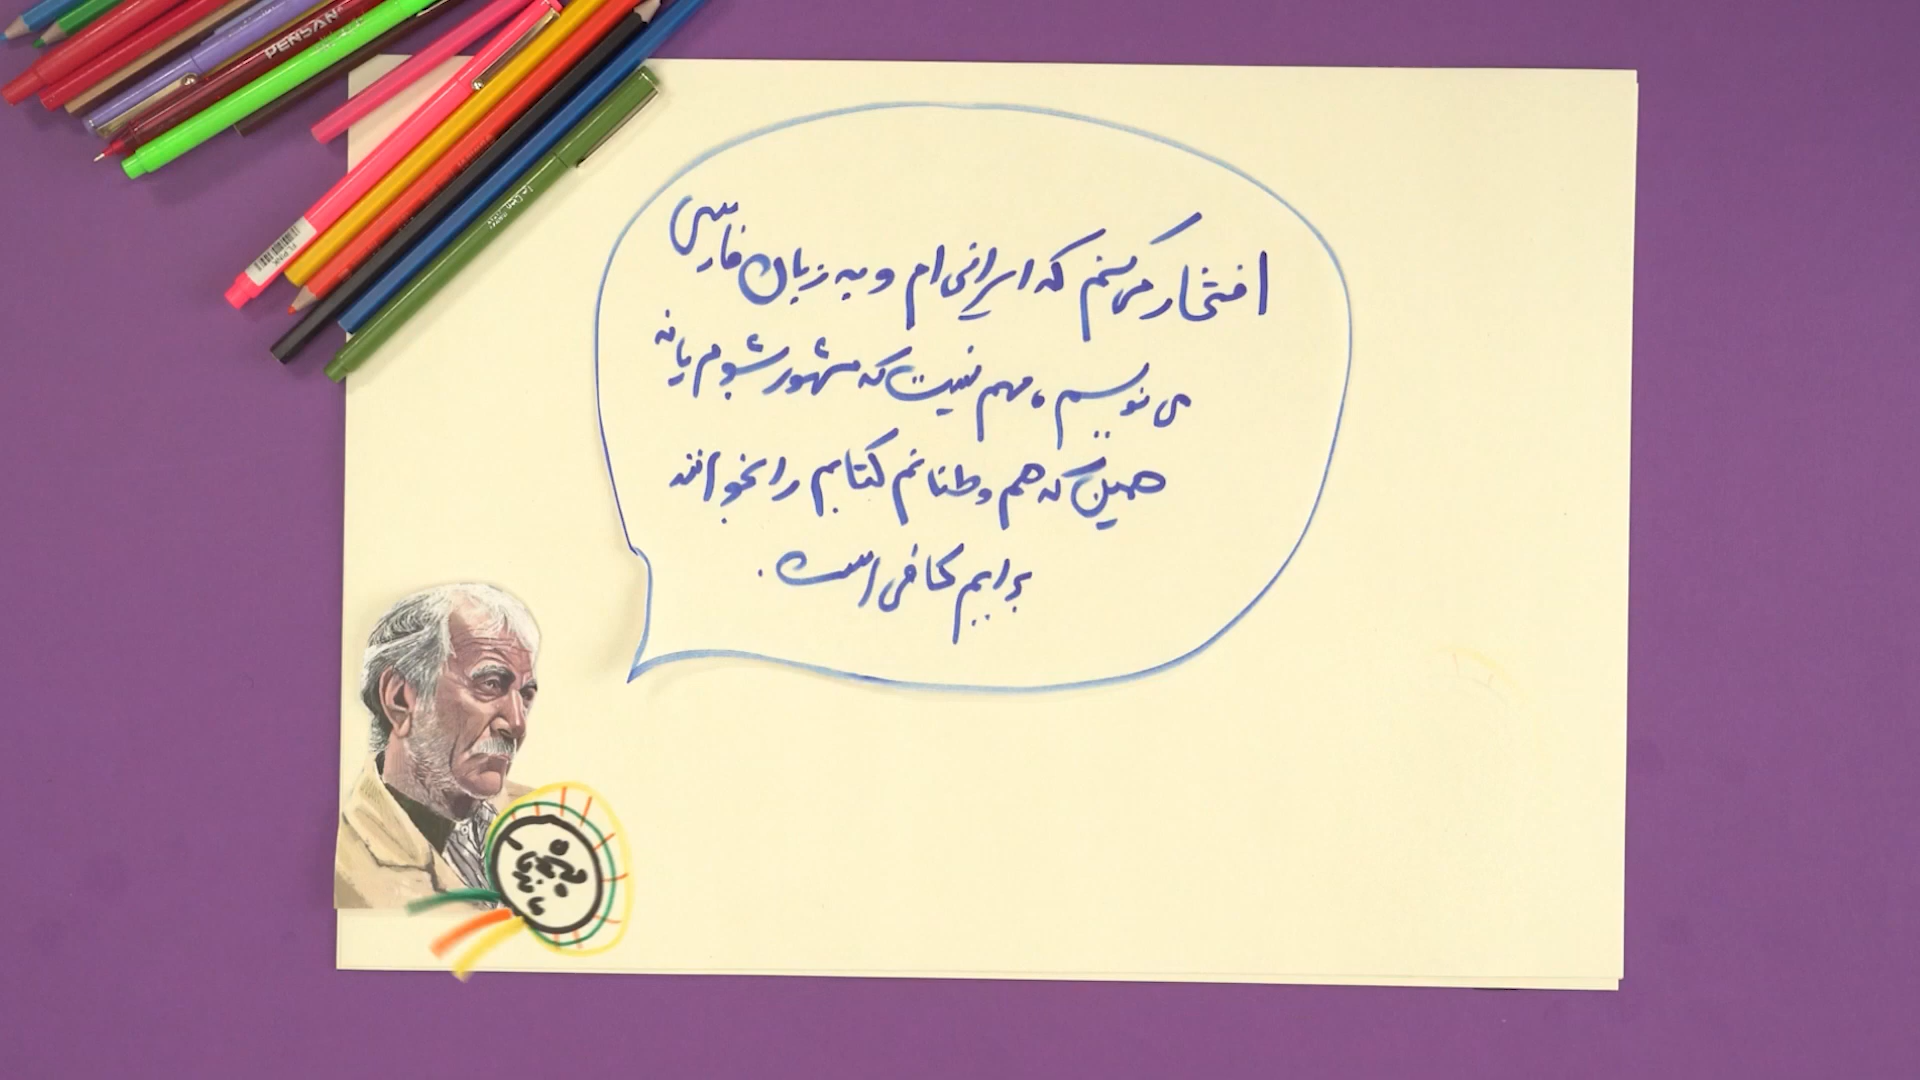 PENSAN
افتخار می‌کنم که ایرانی ام و به زبان فارسی
می نویسم، مهم نیست که مشهور شوم یا نه
همین که هم وطنانم کتابم را بخوانند
برایم کافی است.